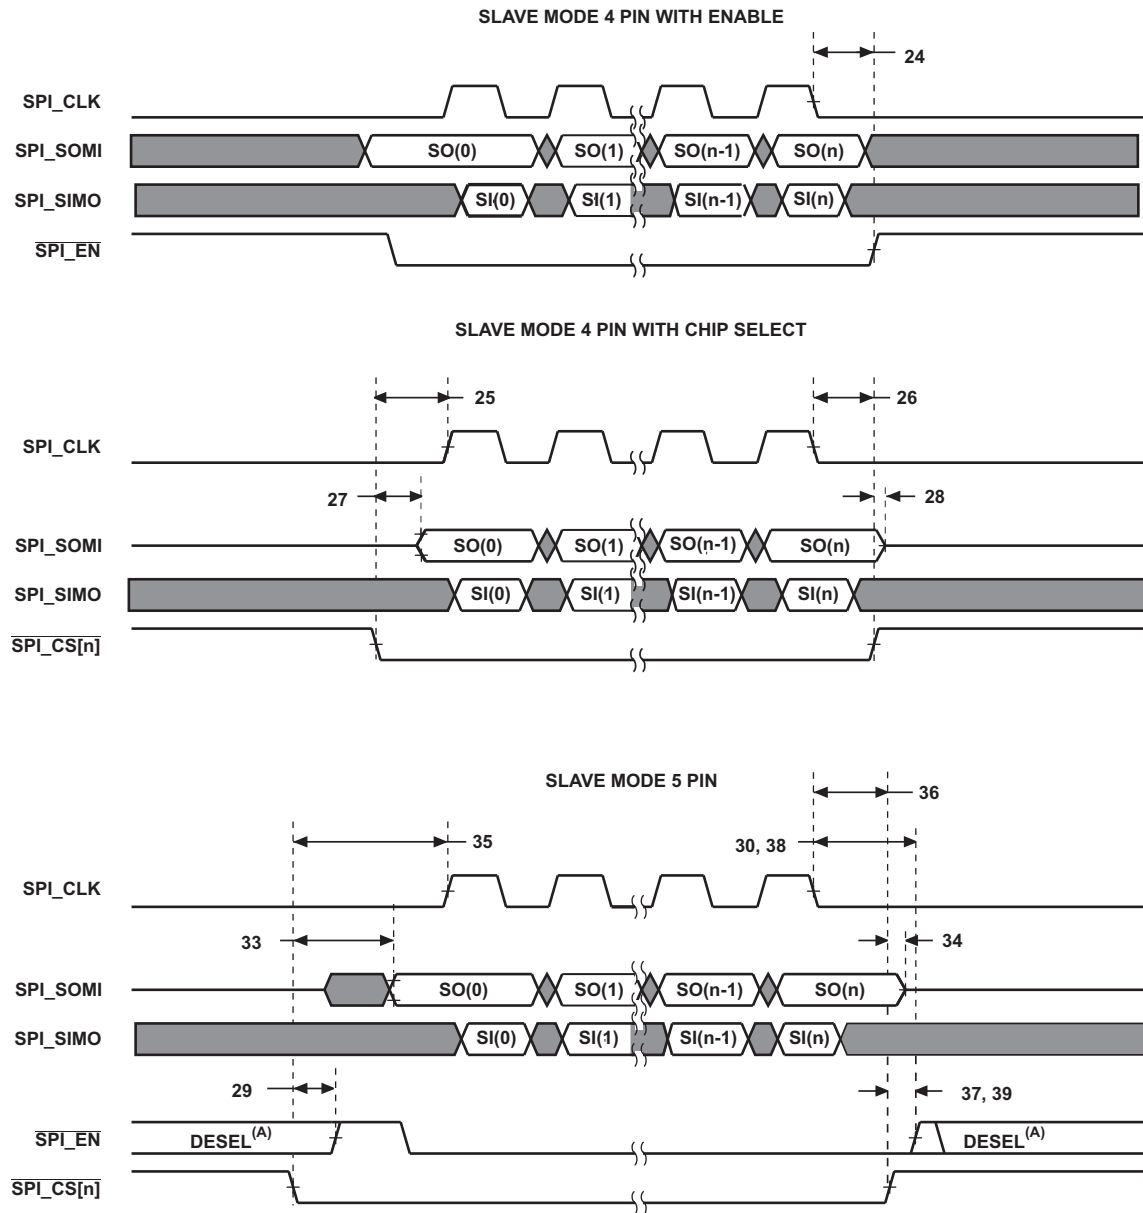 SLAVE MODE 4 PIN WITH ENABLE
24
SPI_CLK
SPI_SOMI SO(0) SO(1) SO(n-1) SO(n)
SPI_SIMO SI(0) SI(1) SI(n-1) SI(n)
SPI_EN
SLAVE MODE 4 PIN WITH CHIP SELECT
25 26
SPI_CLK
27 28
SPI_SOMI SO(0) SO(1) SO(n-1) SO(n)
SPI_SIMO SI(0) SI(1) SI(n-1) SI(n)
SPI_CS[n]
SLAVE MODE 5 PIN
36
35 30, 38
SPI_CLK
33 34
SPI_SOMI SO(0) SO(1) SO(n-1) SO(n)
SPI_SIMO SI(0) SI(1) SI(n-1) SI(n)
29 37, 39
SPI_EN DESEL(A) DESEL(A)
SPI_CS[n]